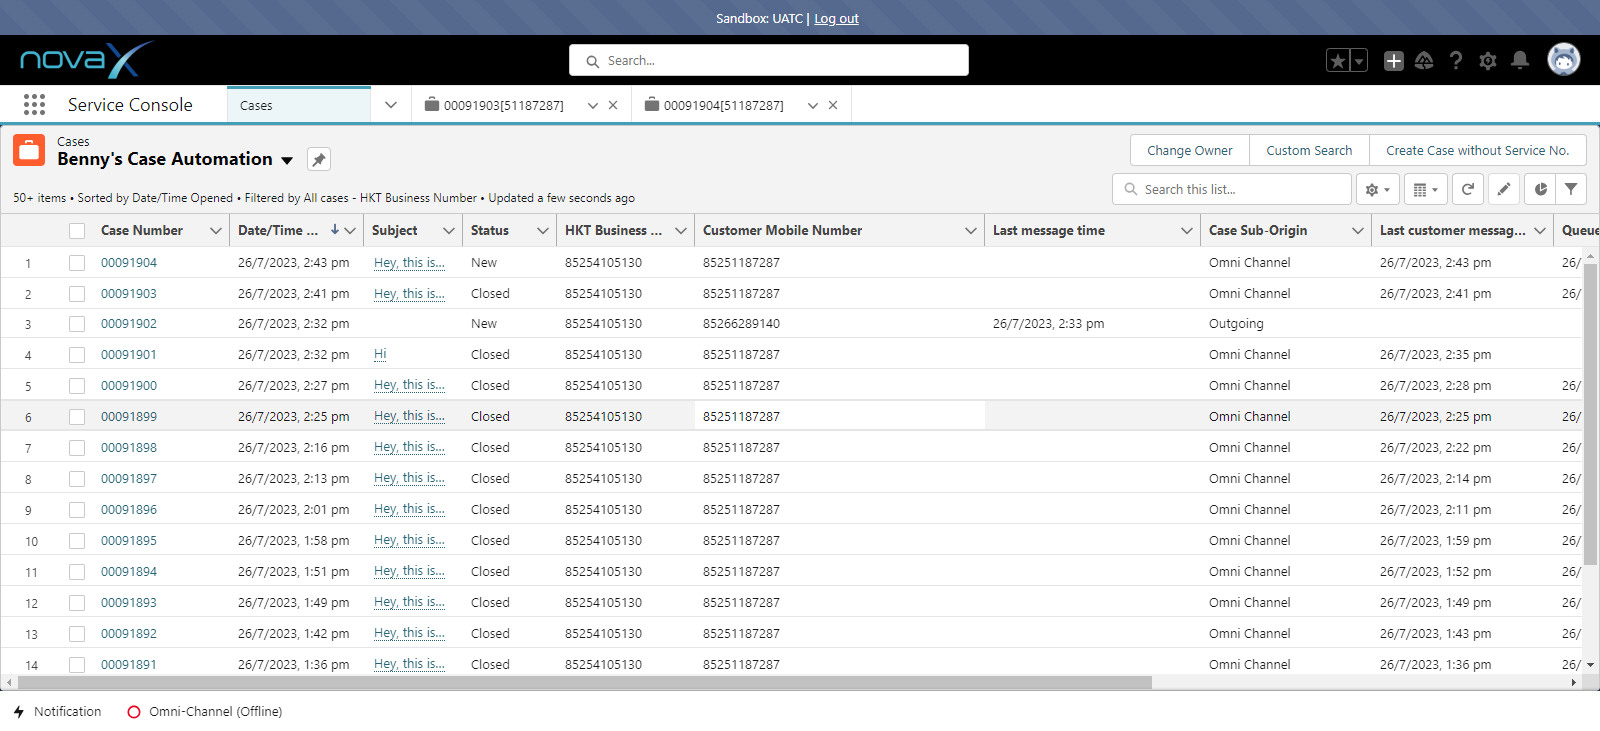 Sandbox: UATC | Log out
novaX
Search...
Service Console
Cases
00091903[51187287]
00091904[51187287]
Cases
Benny's Case Automation
Change Owner
Custom Search
Create Case without Service No.
50+ items • Sorted by Date/Time Opened • Filtered by All cases - HKT Business Number • Updated a few seconds ago
Search this list...
Case Number Date/Time ... Subject Status HKT Business ... Customer Mobile Number Last message time Case Sub-Origin Last customer messag... Queue
1 00091904 26/7/2023, 2:43 pm Hey, this is... New 85254105130 85251187287 Omni Channel 26/7/2023, 2:43 pm 26/
2 00091903 26/7/2023, 2:41 pm Hey, this is... Closed 85254105130 85251187287 Omni Channel 26/7/2023, 2:41 pm 26/
3 00091902 26/7/2023, 2:32 pm New 85254105130 85266289140 26/7/2023, 2:33 pm Outgoing
4 00091901 26/7/2023, 2:32 pm Hi Closed 85254105130 85251187287 Omni Channel 26/7/2023, 2:35 pm
5 00091900 26/7/2023, 2:27 pm Hey, this is... Closed 85254105130 85251187287 Omni Channel 26/7/2023, 2:28 pm 26/
6 00091899 26/7/2023, 2:25 pm Hey, this is... Closed 85254105130 85251187287 Omni Channel 26/7/2023, 2:25 pm 26/
7 00091898 26/7/2023, 2:16 pm Hey, this is... Closed 85254105130 85251187287 Omni Channel 26/7/2023, 2:22 pm 26/
8 00091897 26/7/2023, 2:13 pm Hey, this is... Closed 85254105130 85251187287 Omni Channel 26/7/2023, 2:14 pm 26/
9 00091896 26/7/2023, 2:01 pm Hey, this is... Closed 85254105130 85251187287 Omni Channel 26/7/2023, 2:11 pm 26/
10 00091895 26/7/2023, 1:58 pm Hey, this is... Closed 85254105130 85251187287 Omni Channel 26/7/2023, 1:59 pm 26/
11 00091894 26/7/2023, 1:51 pm Hey, this is... Closed 85254105130 85251187287 Omni Channel 26/7/2023, 1:52 pm 26/
12 00091893 26/7/2023, 1:49 pm Hey, this is... Closed 85254105130 85251187287 Omni Channel 26/7/2023, 1:49 pm 26/
13 00091892 26/7/2023, 1:42 pm Hey, this is... Closed 85254105130 85251187287 Omni Channel 26/7/2023, 1:43 pm 26/
14 00091891 26/7/2023, 1:36 pm Hey, this is... Closed 85254105130 85251187287 Omni Channel 26/7/2023, 1:36 pm 26/
Notification
Omni-Channel (Offline)